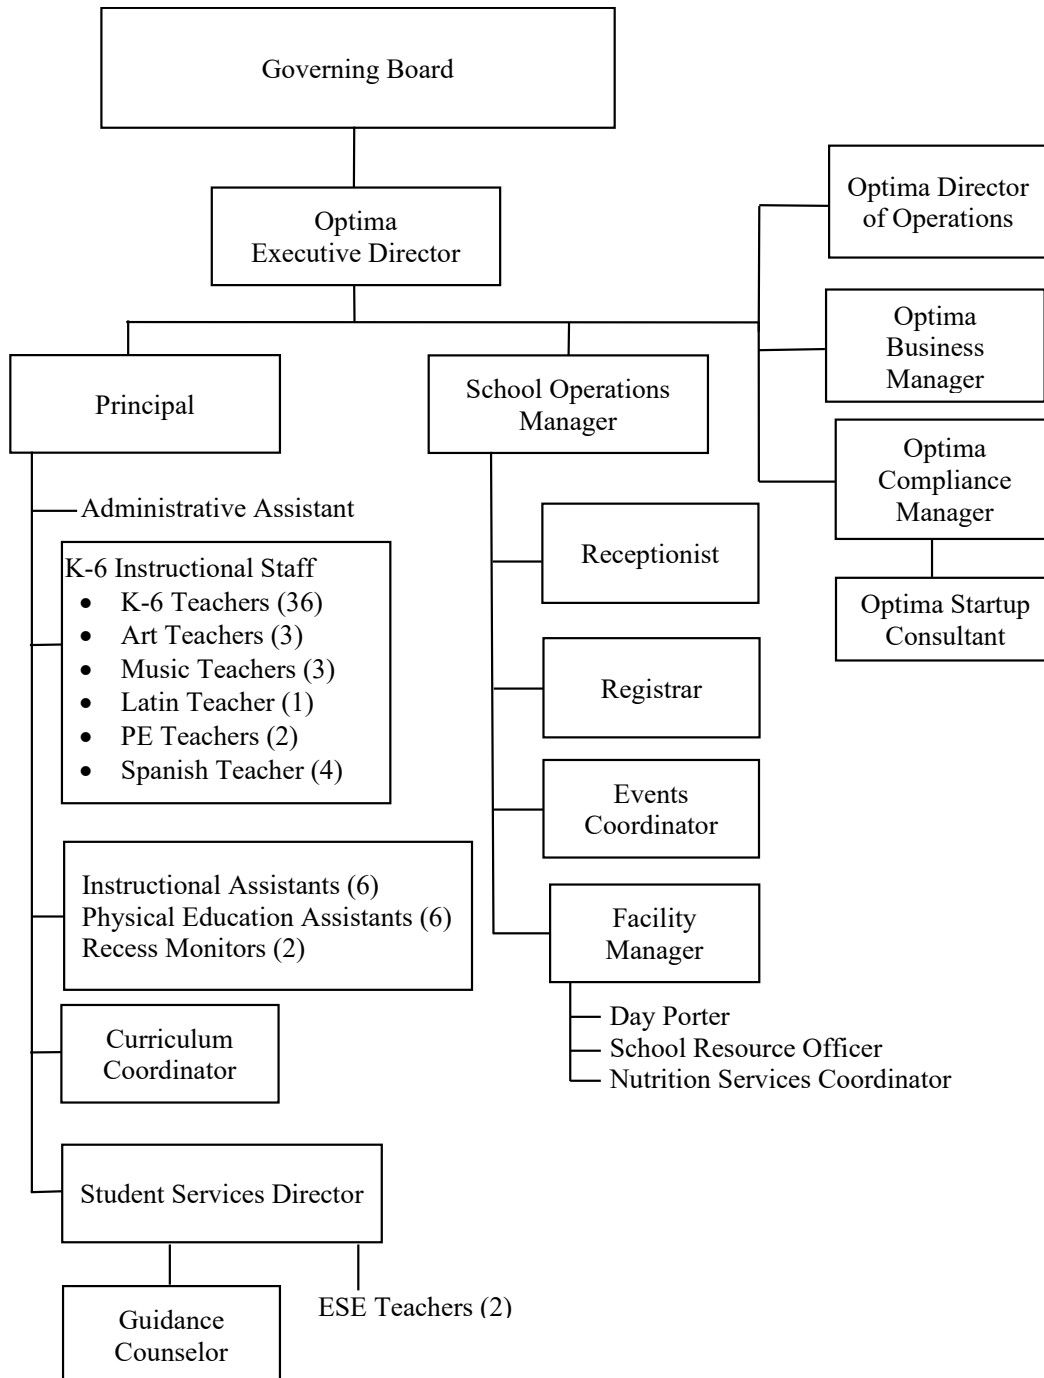 Governing Board
Optima
Executive Director
Optima Director
of Operations
Optima
Business
Manager
Optima
Compliance
Manager
Optima Startup
Consultant
Principal
School Operations
Manager
Administrative Assistant
K-6 Instructional Staff
• K-6 Teachers (36)
• Art Teachers (3)
• Music Teachers (3)
• Latin Teacher (1)
• PE Teachers (2)
• Spanish Teacher (4)
Instructional Assistants (6)
Physical Education Assistants (6)
Recess Monitors (2)
Curriculum
Coordinator
Student Services Director
Guidance
Counselor
ESE Teachers (2)
Receptionist
Registrar
Events
Coordinator
Facility
Manager
Day Porter
School Resource Officer
Nutrition Services Coordinator